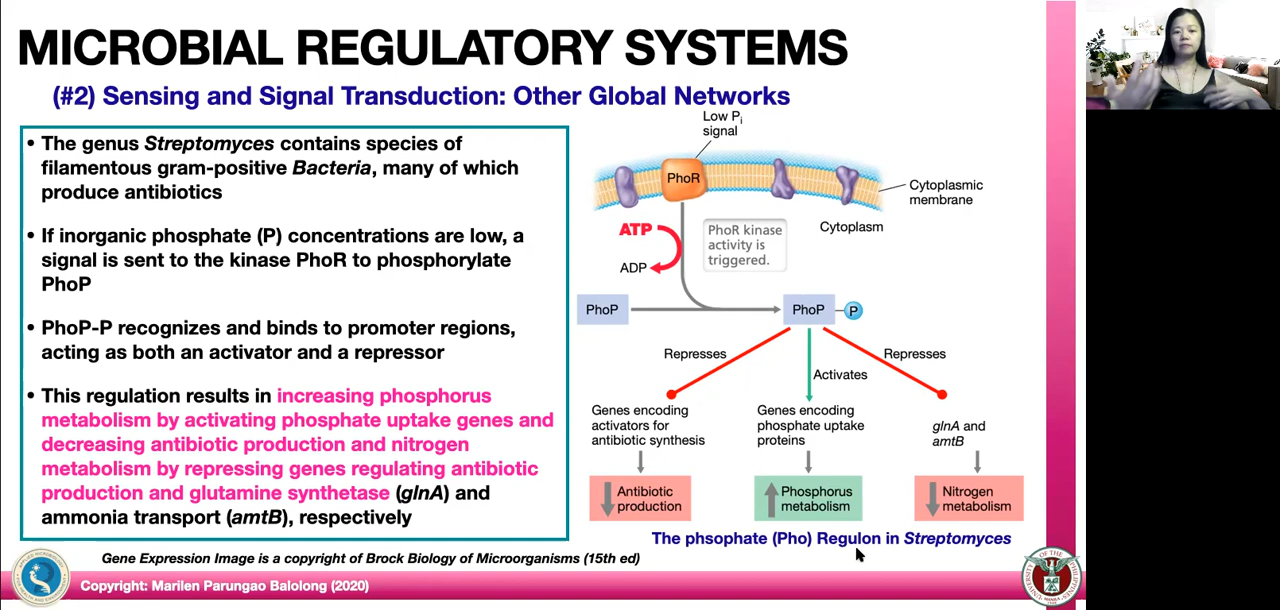 MICROBIAL REGULATORY SYSTEMS
(#2) Sensing and Signal Transduction: Other Global Networks
• The genus Streptomyces contains species of
filamentous gram-positive Bacteria, many of which
produce antibiotics
• If inorganic phosphate (P) concentrations are low, a
signal is sent to the kinase PhoR to phosphorylate
PhoP
• PhoP-P recognizes and binds to promoter regions,
acting as both an activator and a repressor
• This regulation results in increasing phosphorus
metabolism by activating phosphate uptake genes and
decreasing antibiotic production and nitrogen
metabolism by repressing genes regulating antibiotic
production and glutamine synthetase (glnA) and
ammonia transport (amtB), respectively
Low Pi
signal
PhoR
Cytoplasmic
membrane
Cytoplasm
ATP
ADP
PhoR kinase
activity is
triggered.
PhoP
PhoP
P
Represses
Activates
Represses
Genes encoding
activators for
antibiotic synthesis
Genes encoding
phosphate uptake
proteins
glnA and
amtB
Antibiotic
production
Phosphorus
metabolism
Nitrogen
metabolism
The phsophate (Pho) Regulon in Streptomyces
Gene Expression Image is a copyright of Brock Biology of Microorganisms (15th ed)
Copyright: Marilen Parungao Balolong (2020)